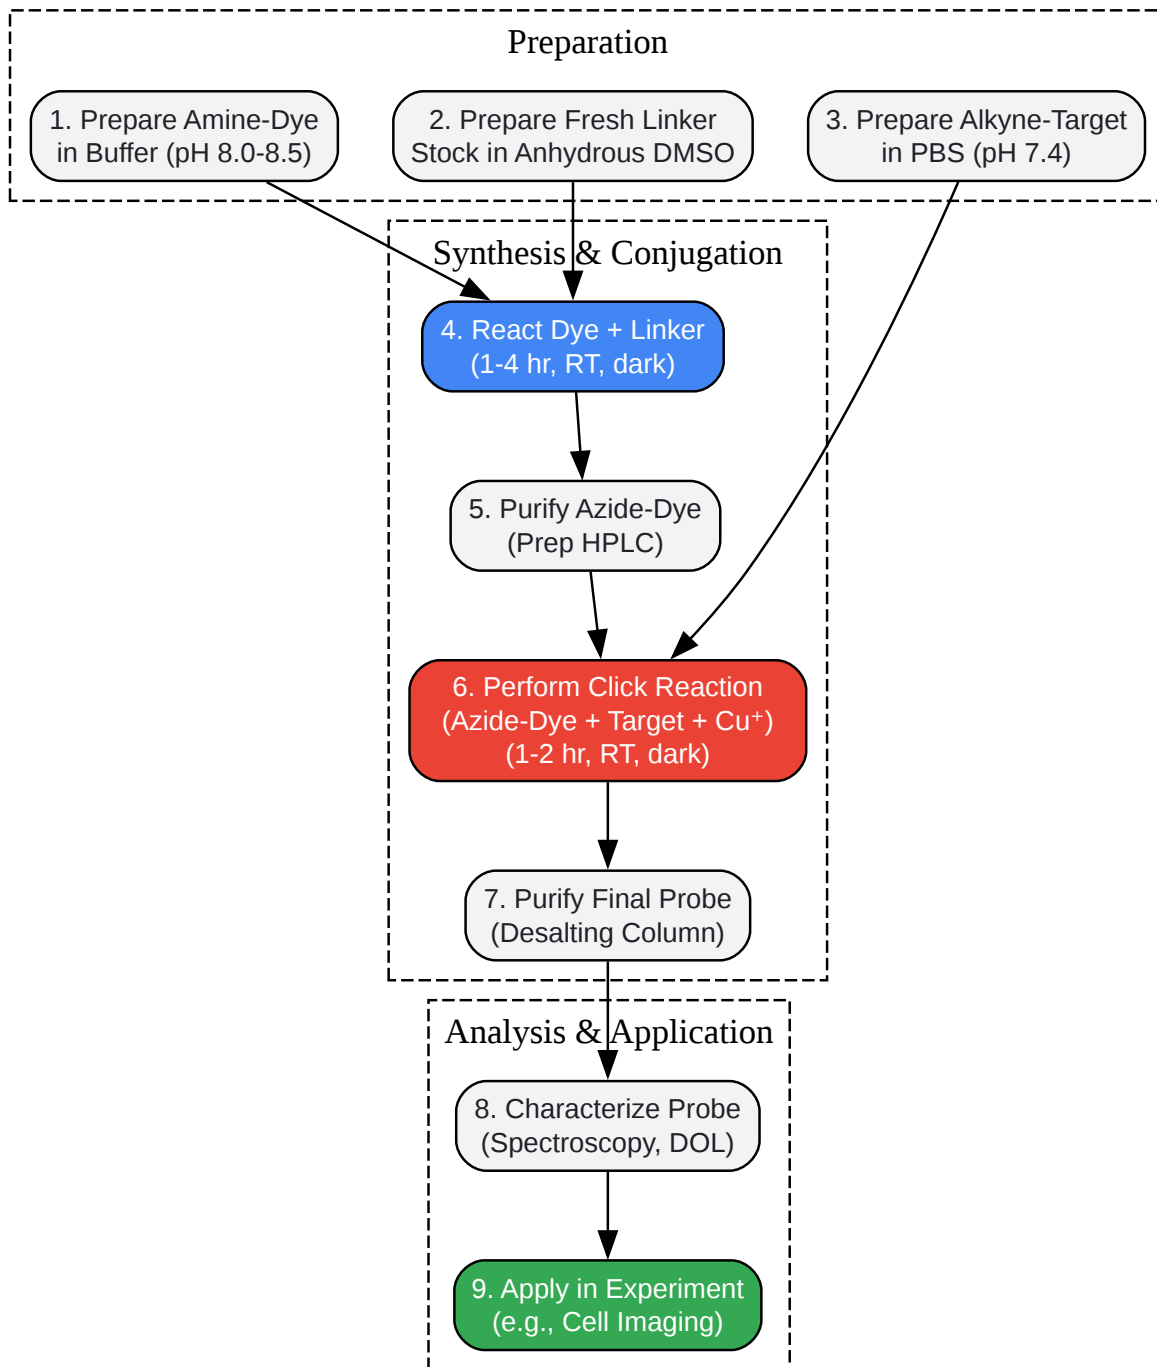 Preparation
1. Prepare Amine-Dye
in Buffer (pH 8.0-8.5)
2. Prepare Fresh Linker
Stock in Anhydrous DMSO
3. Prepare Alkyne-Target
in PBS (pH 7.4)
Synthesis & Conjugation
4. React Dye + Linker
(1-4 hr, RT, dark)
5. Purify Azide-Dye
(Prep HPLC)
6. Perform Click Reaction
(Azide-Dye + Target + Cu⁺)
(1-2 hr, RT, dark)
7. Purify Final Probe
(Desalting Column)
Analysis & Application
8. Characterize Probe
(Spectroscopy, DOL)
9. Apply in Experiment
(e.g., Cell Imaging)